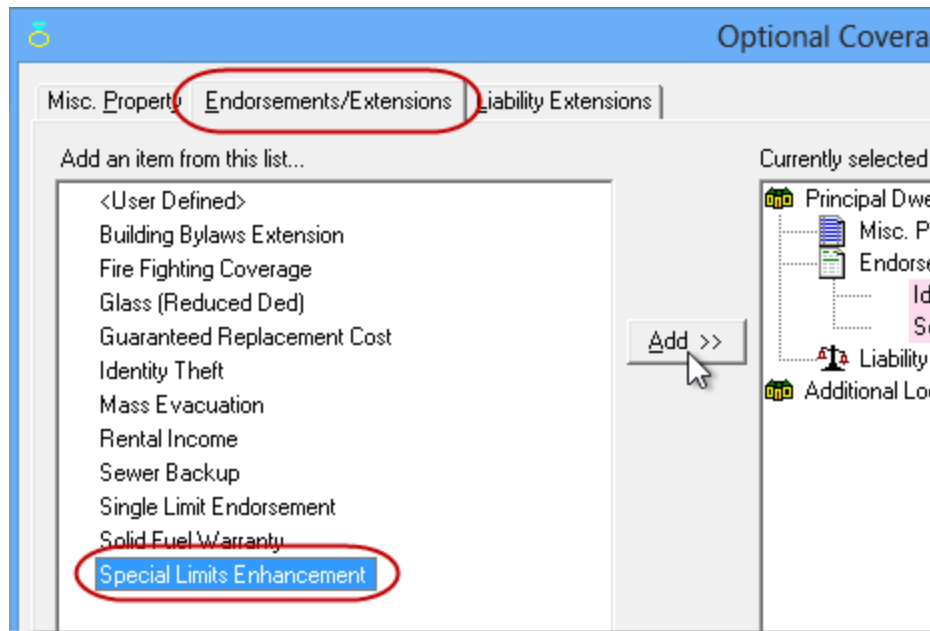 Optional Covera
Misc. Property
Endorsements/Extensions
Liability Extensions
Add an item from this list...
<User Defined>
Building Bylaws Extension
Fire Fighting Coverage
Glass (Reduced Ded)
Guaranteed Replacement Cost
Identity Theft
Mass Evacuation
Rental Income
Sewer Backup
Single Limit Endorsement
Solid Fuel Warranty
Special Limits Enhancement
Add >>
Currently selected
Principal Dwe
Misc. P
Endorse
Id
Se
Liability
Additional Lo